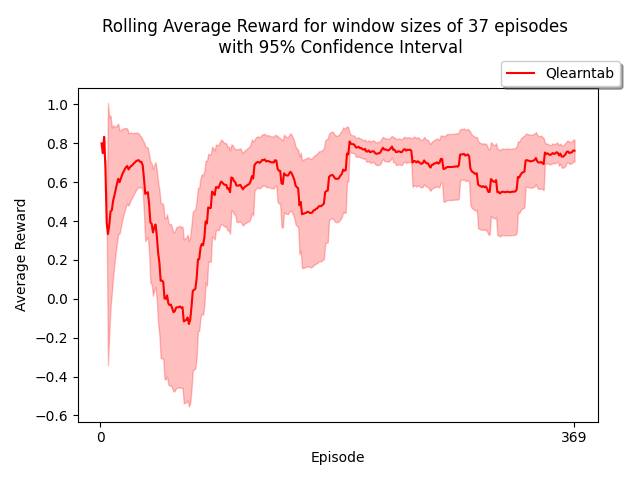 Rolling Average Reward for window sizes of 37 episodes
with 95% Confidence Interval
Qlearntab
1.0
0.8
0.6
0.4
0.2
0.0
−0.2
−0.4
−0.6
Average Reward
0
369
Episode